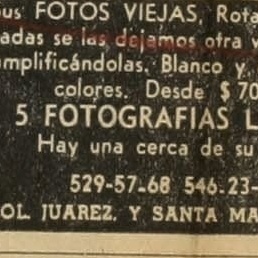 us FOTOS VIEJAS, Rota
adas se las dejamos otra v
mplificándolas. Blanco y
colores. Desde $ 70
5 FOTOGRAFIAS L
Hay una cerca de su
529-57-68 546-23-
OL. JUAREZ. Y SANTA MA